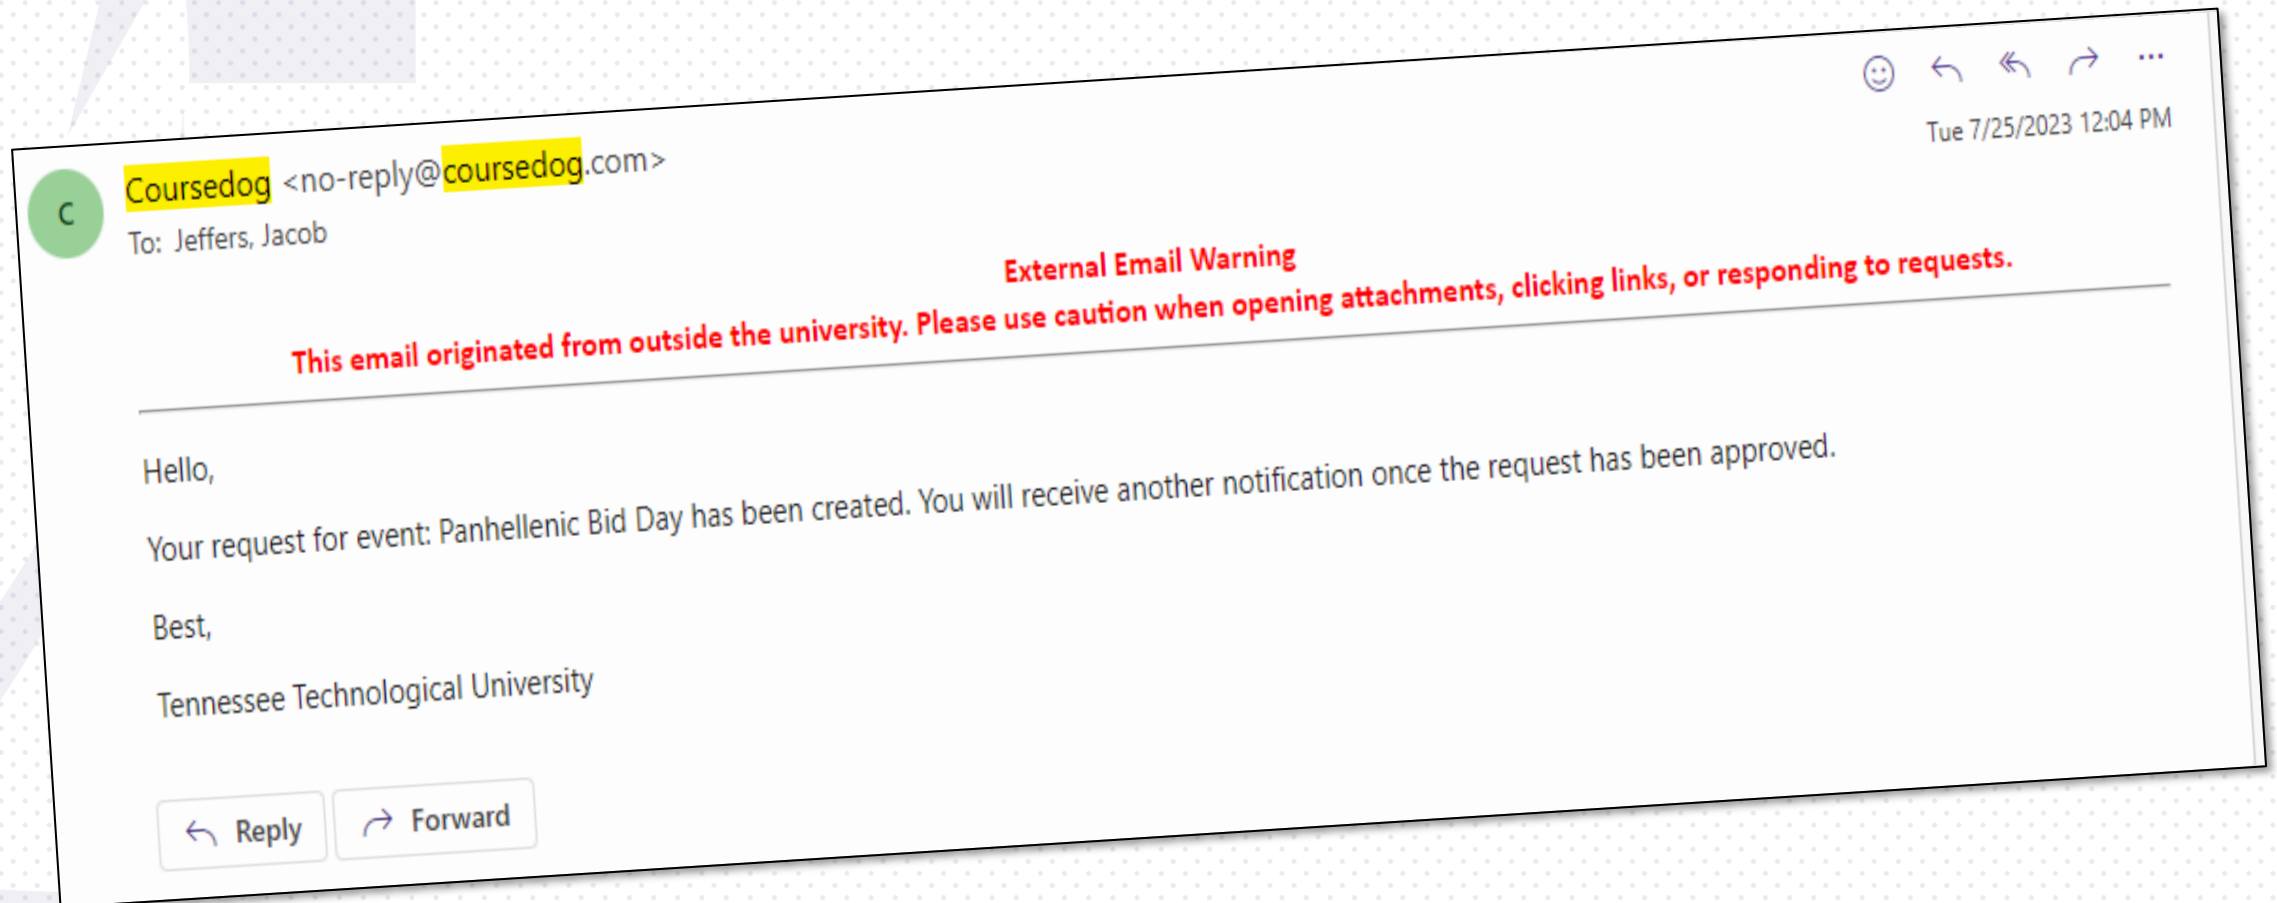 Tue 7/25/2023 12:04 PM
C
Coursedog <no-reply@coursedog.com>
To: Jeffers, Jacob
External Email Warning
This email originated from outside the university. Please use caution when opening attachments, clicking links, or responding to requests.
Hello,
Your request for event: Panhellenic Bid Day has been created. You will receive another notification once the request has been approved.
Best,
Tennessee Technological University
Reply
Forward